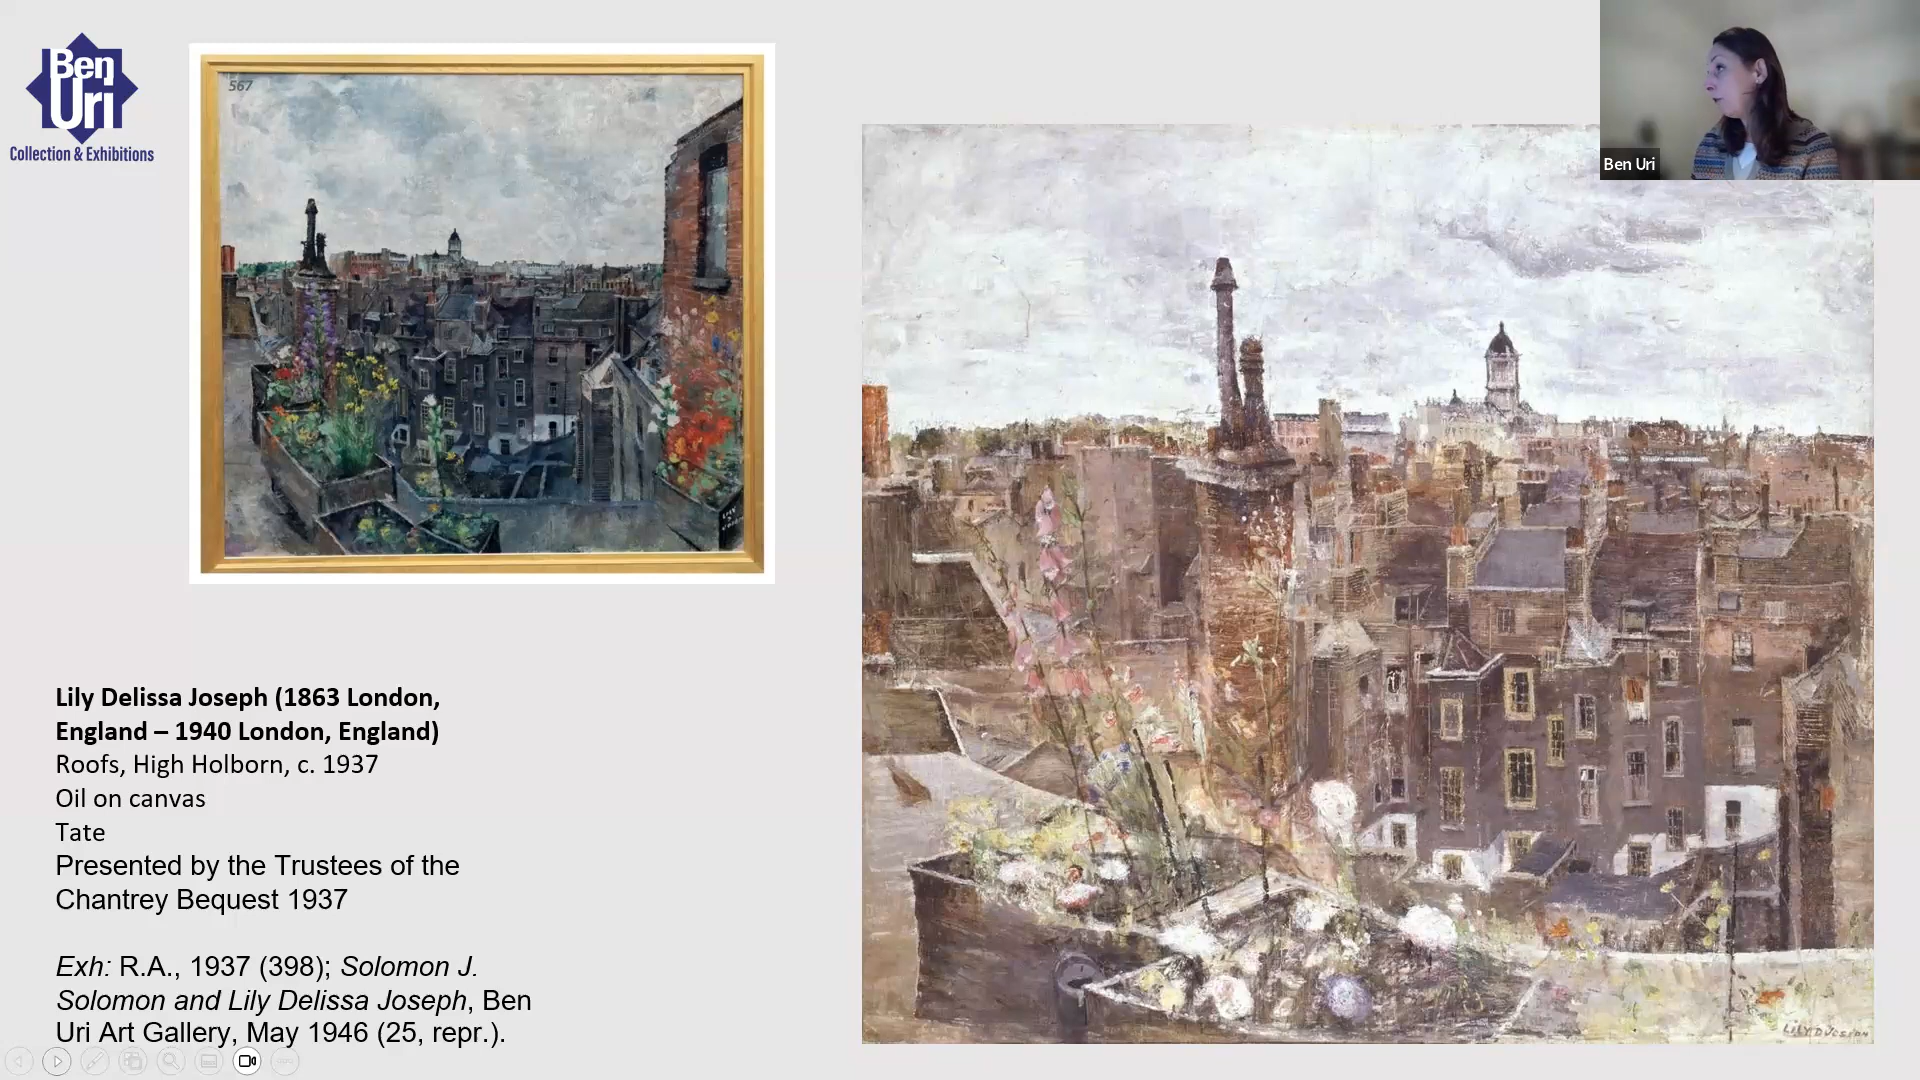 Ben
Uri
Collection & Exhibitions
567
Ben Uri
Lily Delissa Joseph (1863 London,
England – 1940 London, England)
Roofs, High Holborn, c. 1937
Oil on canvas
Tate
Presented by the Trustees of the
Chantrey Bequest 1937
Exh: R.A., 1937 (398); Solomon J.
Solomon and Lily Delissa Joseph, Ben
Uri Art Gallery, May 1946 (25, repr.).
LILY D JOSEPH